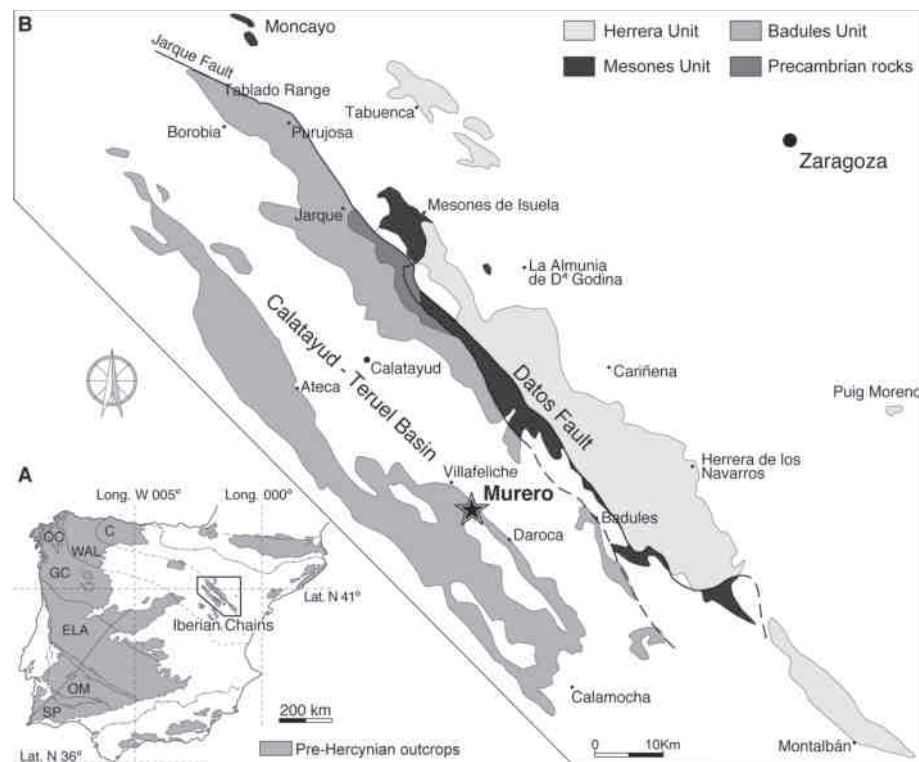 B
Moncayo
Herrera Unit
Badules Unit
Mesones Unit
Precambrian rocks
Jarque Fault
Tablado Range
Tabuenca
Borobia
Purujosa
Zaragoza
Jarque
Mesones de Isuela
La Almunia
de Dª Godina
Calatayud - Teruel Basin
Calatayud
Datos Fault
Cariñena
Ateca
Puig Moreno
Herrera de los
Navarros
Villafeliche
Murero
Badules
Daroca
Calamocha
Montalbán
0 10Km
A
Long. W 005º
Long. 000º
CO
C
WAL
GC
Lat. N 41º
Iberian Chains
ELA
OM
SP
200 km
Lat. N 36º
Pre-Hercynian outcrops